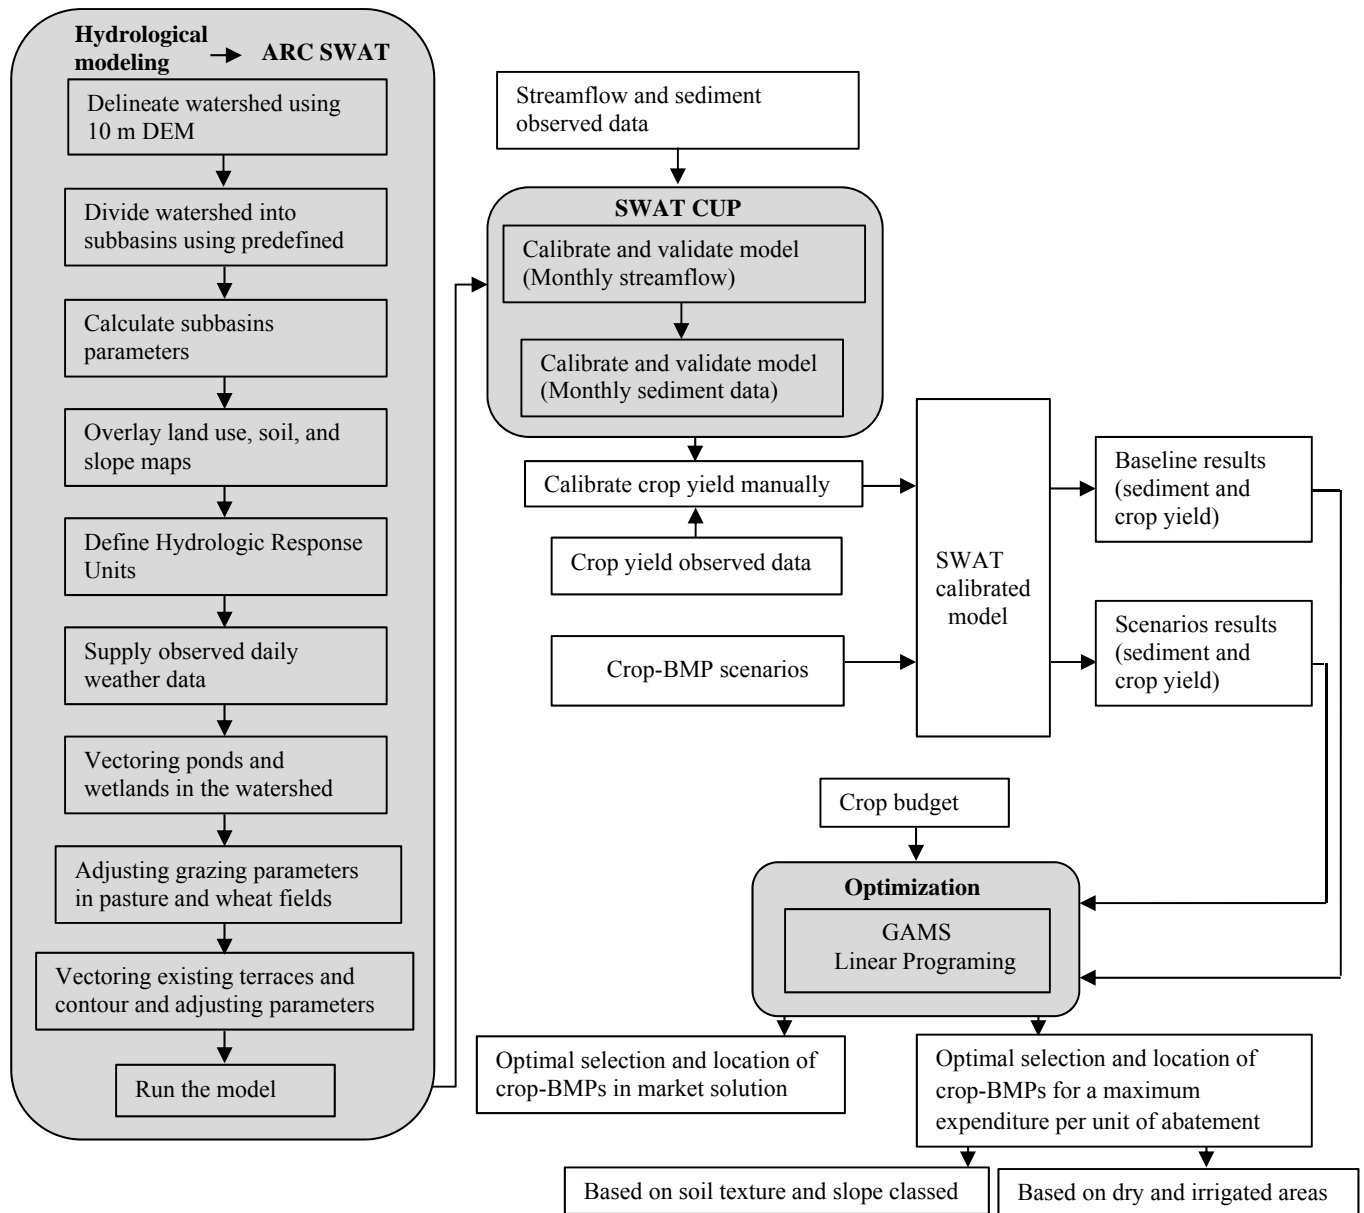 Hydrological
modeling
ARC SWAT
Delineate watershed using
10 m DEM
Divide watershed into
subbasins using predefined
Calculate subbasins
parameters
Overlay land use, soil, and
slope maps
Define Hydrologic Response
Units
Supply observed daily
weather data
Vectoring ponds and
wetlands in the watershed
Adjusting grazing parameters
in pasture and wheat fields
Vectoring existing terraces and
contour and adjusting parameters
Run the model
Streamflow and sediment
observed data
SWAT CUP
Calibrate and validate model
(Monthly streamflow)
Calibrate and validate model
(Monthly sediment data)
Calibrate crop yield manually
Crop yield observed data
Crop-BMP scenarios
SWAT
calibrated
model
Baseline results
(sediment and
crop yield)
Scenarios results
(sediment and
crop yield)
Crop budget
Optimization
GAMS
Linear Programing
Optimal selection and location of
crop-BMPs in market solution
Optimal selection and location of
crop-BMPs for a maximum
expenditure per unit of abatement
Based on soil texture and slope classed
Based on dry and irrigated areas